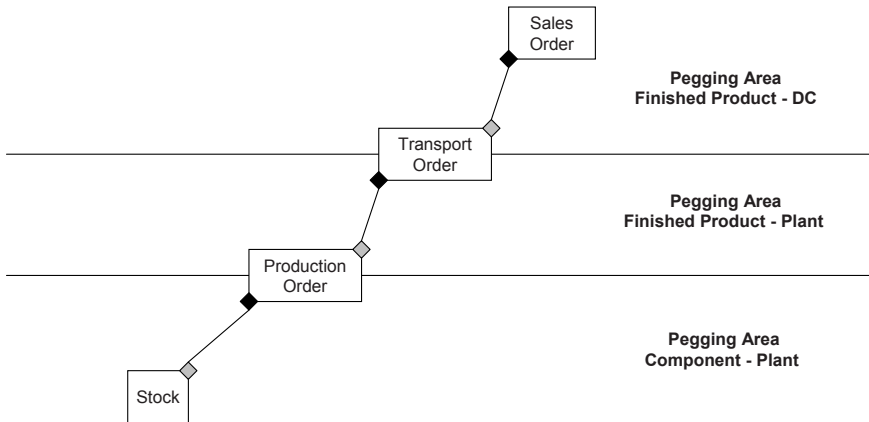 Sales
Order
Pegging Area
Finished Product - DC
Transport
Order
Pegging Area
Finished Product - Plant
Production
Order
Pegging Area
Component - Plant
Stock